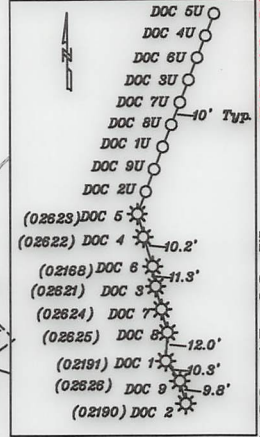 DOC 5U
DOC 4U
DOC 6U
DOC 3U
DOC 7U
10' Typ.
DOC 8U
DOC 1U
DOC 9U
DOC 2U
(02623) DOC 5
(02622) DOC 4
10.2'
(02168) DOC 6
11.3'
(02621) DOC 3
(02624) DOC 7
(02625) DOC 8
12.0'
(02191) DOC 1
10.3'
(02626) DOC 9
9.8'
(02190) DOC 2